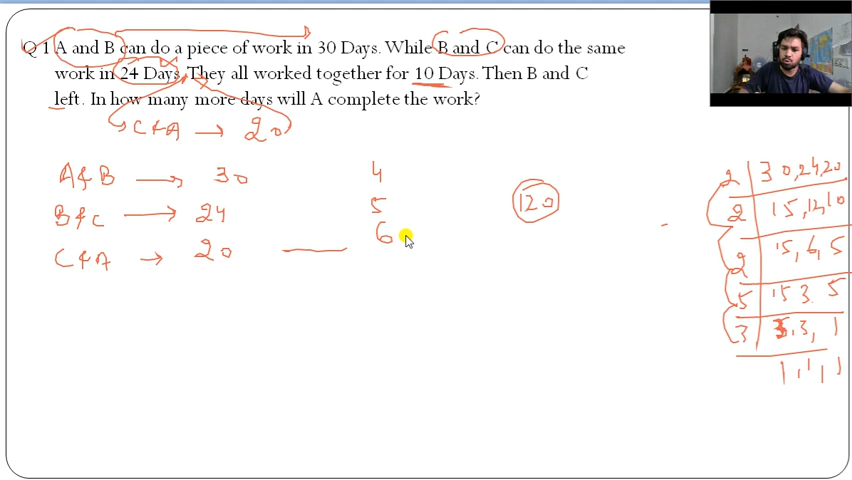 Q 1 A and B can do a piece of work in 30 Days. While B and C can do the same
work in 24 Days. They all worked together for 10 Days. Then B and C
left. In how many more days will A complete the work?
C&A → 20
A&B → 30 4
B&C → 24 5
C&A → 20 — 6
120
2 | 30,24,20
2 | 15,12,10
2 | 15,6,5
5 | 15 3 5
3 | 3,3,1
1,1,1